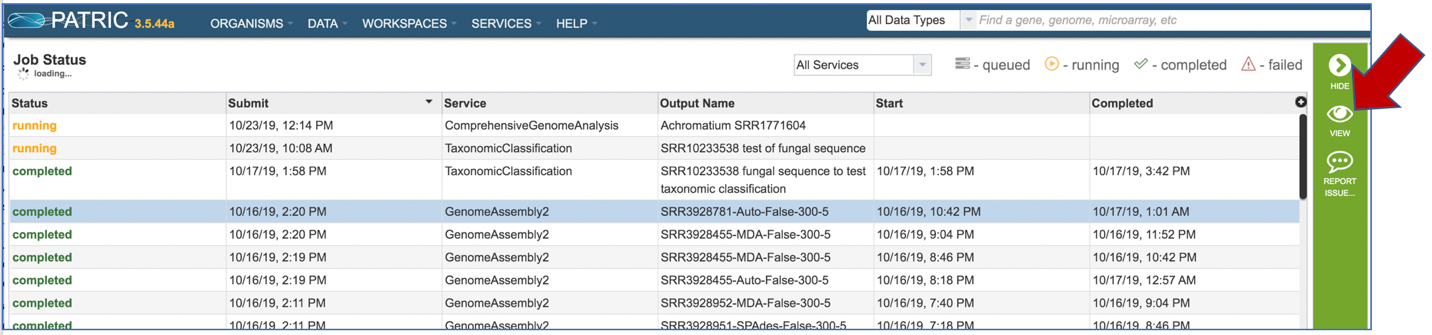 PATRIC 3.5.44a ORGANISMS DATA WORKSPACES SERVICES HELP All Data Types Find a gene, genome, microarray, etc
Job Status
loading...
All Services - queued - running - completed - failed
HIDE
VIEW
REPORT
ISSUE...
Status Submit Service Output Name Start Completed
running 10/23/19, 12:14 PM ComprehensiveGenomeAnalysis Achromatium SRR1771604
running 10/23/19, 10:08 AM TaxonomicClassification SRR10233538 test of fungal sequence
completed 10/17/19, 1:58 PM TaxonomicClassification SRR10233538 fungal sequence to test 10/17/19, 1:58 PM 10/17/19, 3:42 PM
taxonomic classification
completed 10/16/19, 2:20 PM GenomeAssembly2 SRR3928781-Auto-False-300-5 10/16/19, 10:42 PM 10/17/19, 1:01 AM
completed 10/16/19, 2:20 PM GenomeAssembly2 SRR3928455-MDA-False-300-5 10/16/19, 9:04 PM 10/16/19, 11:52 PM
completed 10/16/19, 2:19 PM GenomeAssembly2 SRR3928455-MDA-False-300-5 10/16/19, 8:46 PM 10/16/19, 10:42 PM
completed 10/16/19, 2:19 PM GenomeAssembly2 SRR3928455-Auto-False-300-5 10/16/19, 8:18 PM 10/17/19, 12:57 AM
completed 10/16/19, 2:11 PM GenomeAssembly2 SRR3928952-MDA-False-300-5 10/16/19, 7:40 PM 10/16/19, 9:04 PM
completed 10/16/19, 2:11 PM GenomeAssembly2 SRR3928951-SPAdes-False-300-5 10/16/19, 7:18 PM 10/16/19, 8:46 PM